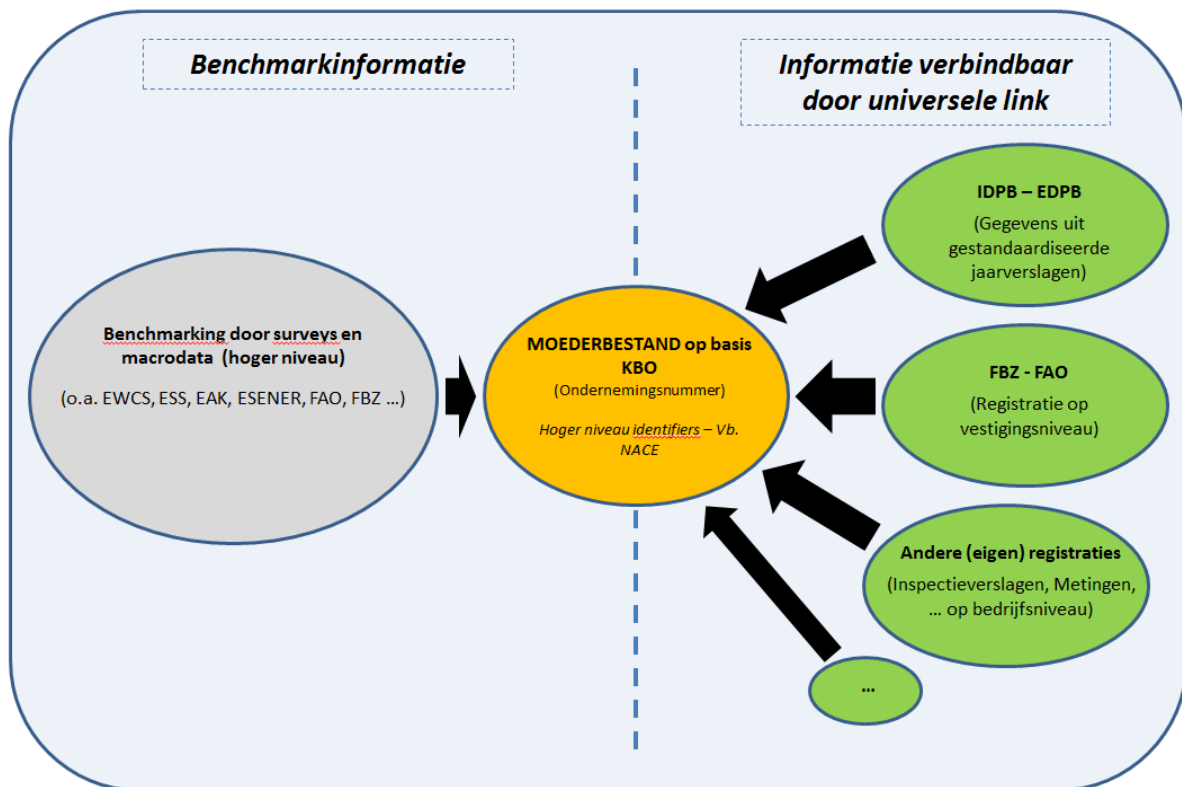 Benchmarkinformatie
Informatie verbindbaar
door universele link
Benchmarking door surveys en
macrodata (hoger niveau)
(o.a. EWCS, ESS, EAK, ESENER, FAO, FBZ ...)
MOEDERBESTAND op basis
KBO
(Ondernemingsnummer)
Hoger niveau identifiers – Vb.
NACE
IDPB – EDPB
(Gegevens uit
gestandaardiseerde
jaarverslagen)
FBZ - FAO
(Registratie op
vestigingsniveau)
Andere (eigen) registraties
(Inspectieverslagen, Metingen,
... op bedrijfsniveau)
...